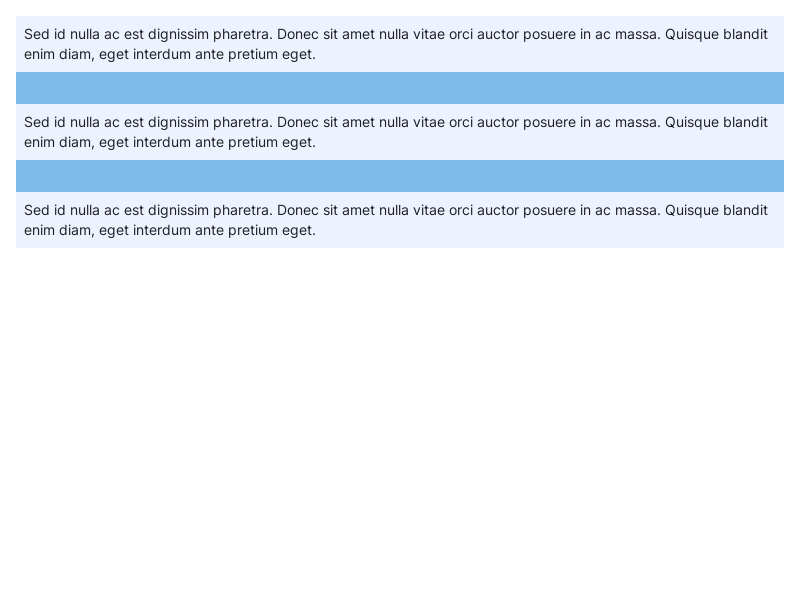 Sed id nulla ac est dignissim pharetra. Donec sit amet nulla vitae orci auctor posuere in ac massa. Quisque blandit
enim diam, eget interdum ante pretium eget.
Sed id nulla ac est dignissim pharetra. Donec sit amet nulla vitae orci auctor posuere in ac massa. Quisque blandit
enim diam, eget interdum ante pretium eget.
Sed id nulla ac est dignissim pharetra. Donec sit amet nulla vitae orci auctor posuere in ac massa. Quisque blandit
enim diam, eget interdum ante pretium eget.